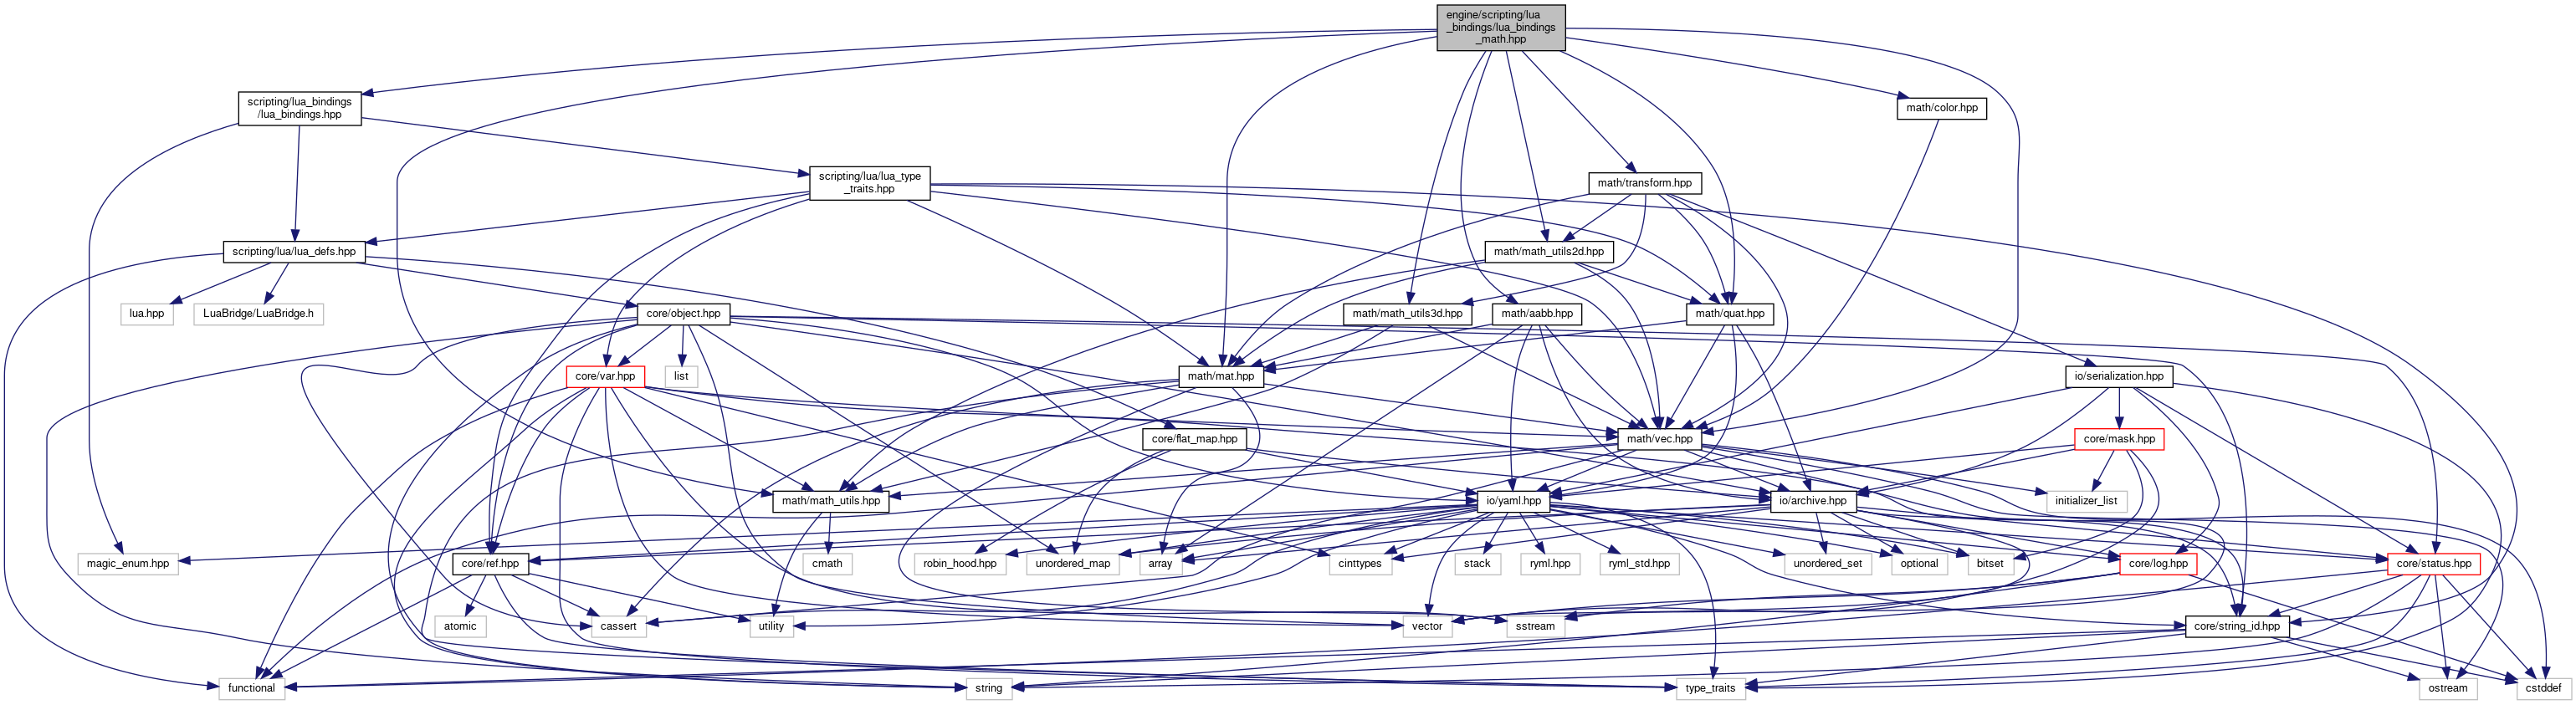 engine/scripting/lua
_bindings/lua_bindings
_math.hpp
scripting/lua_bindings
/lua_bindings.hpp
math/color.hpp
scripting/lua/lua_type
_traits.hpp
math/transform.hpp
scripting/lua/lua_defs.hpp
math/math_utils2d.hpp
lua.hpp
LuaBridge/LuaBridge.h
core/object.hpp
math/math_utils3d.hpp
math/aabb.hpp
math/quat.hpp
core/var.hpp
list
math/mat.hpp
io/serialization.hpp
core/flat_map.hpp
math/vec.hpp
core/mask.hpp
math/math_utils.hpp
io/yaml.hpp
io/archive.hpp
initializer_list
magic_enum.hpp
core/ref.hpp
cmath
robin_hood.hpp
unordered_map
array
cinttypes
stack
ryml.hpp
ryml_std.hpp
unordered_set
optional
bitset
core/log.hpp
core/status.hpp
atomic
cassert
utility
vector
sstream
core/string_id.hpp
functional
string
type_traits
ostream
cstddef